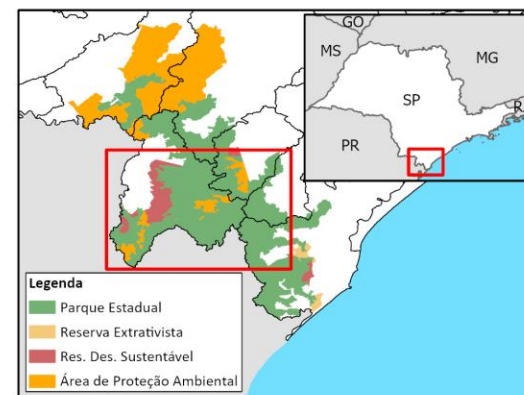 GO
MS
MG
SP
R
PR
Legenda
Parque Estadual
Reserva Extrativista
Res. Des. Sustentável
Área de Proteção Ambiental